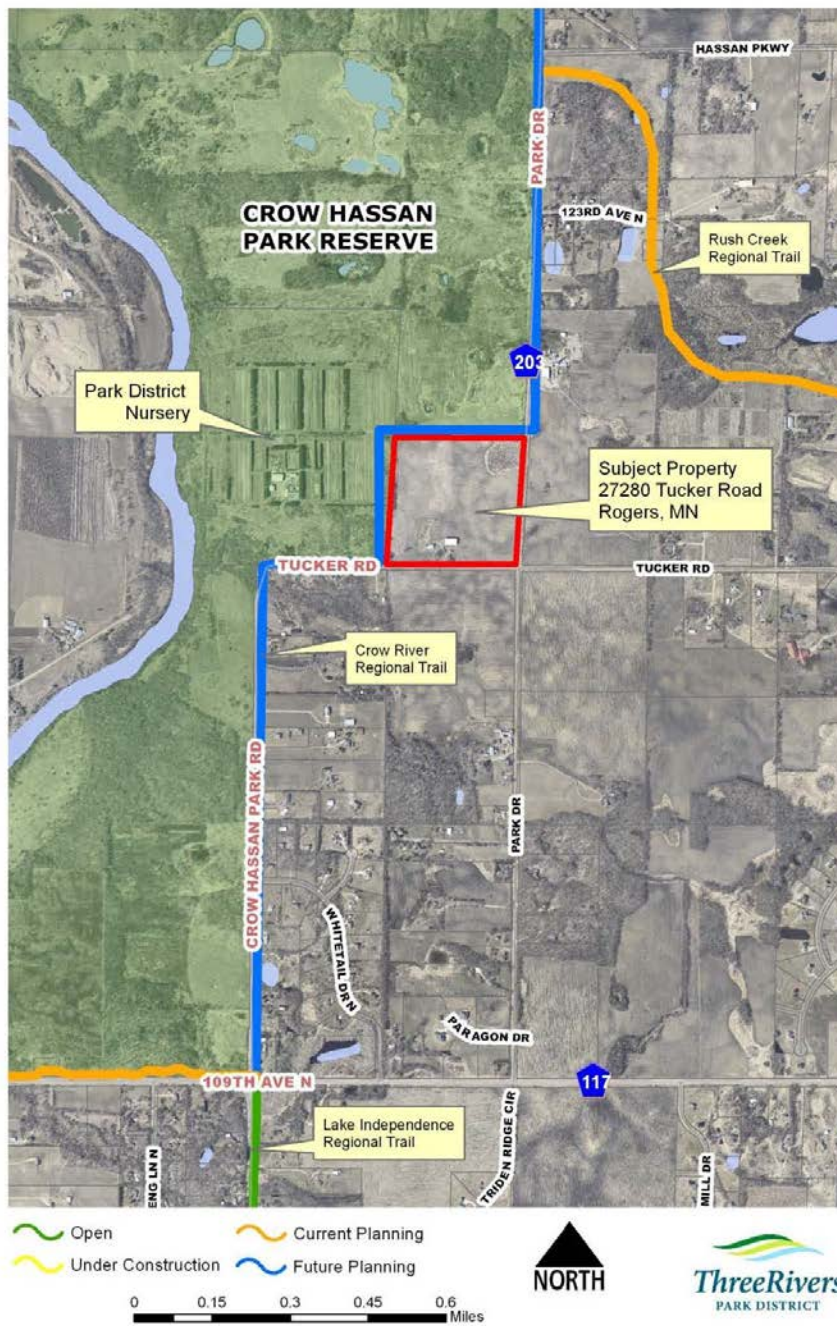 HASSAN PKWY
PARK DR
CROW HASSAN
PARK RESERVE
123RD AVE N
Rush Creek
Regional Trail
203
Park District
Nursery
Subject Property
27280 Tucker Road
Rogers, MN
TUCKER RD
TUCKER RD
Crow River
Regional Trail
CROW HASSAN PARK RD
PARK DR
WHITETAIL DR N
PARAGON DR
109TH AVE N
117
Lake Independence
Regional Trail
ENG LN N
TRIDEN RIDGE CIR
MILL DR
Open
Current Planning
Under Construction
Future Planning
NORTH
ThreeRivers
PARK DISTRICT
0 0.15 0.3 0.45 0.6
Miles